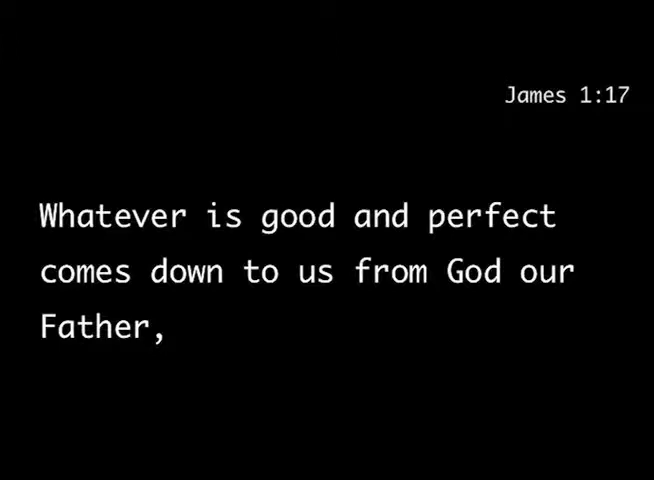 James 1:17
Whatever is good and perfect
comes down to us from God our
Father,